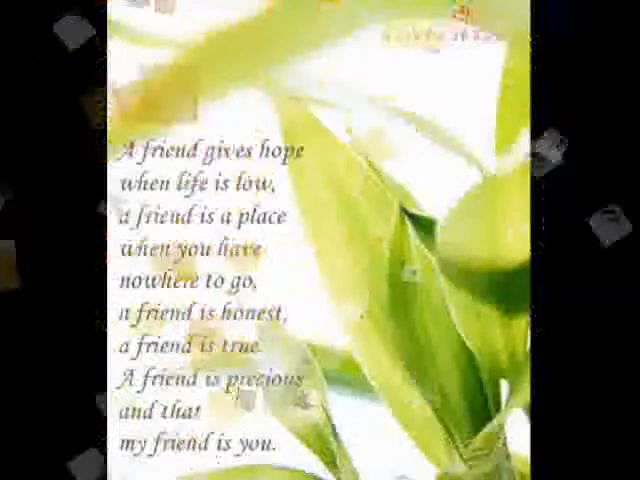 A friend gives hope
when life is low,
a friend is a place
when you have
nowhere to go,
a friend is honest,
a friend is true.
A friend is precious
and that
my friend is you.